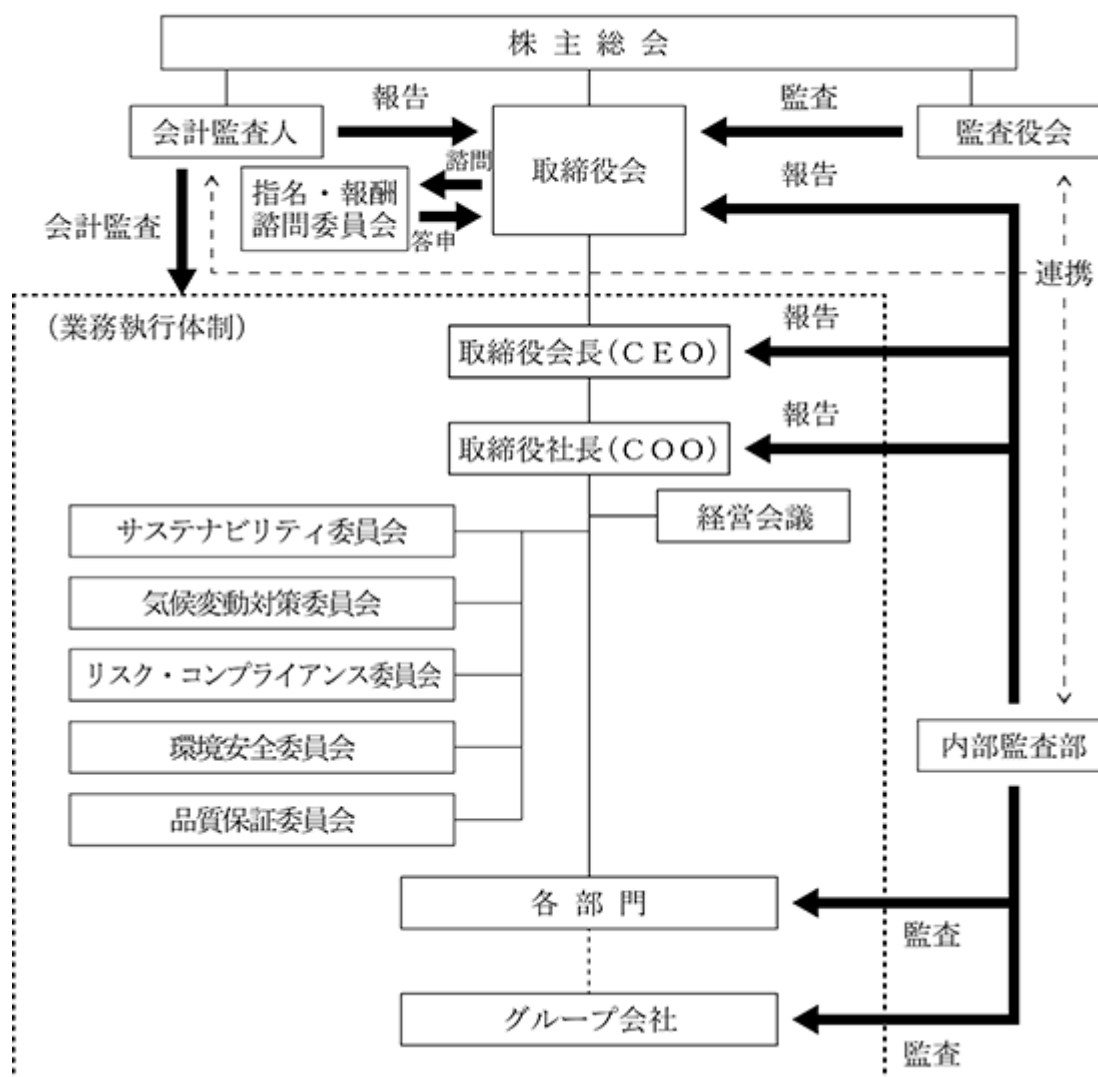 株主総会
報告
監査
会計監査人
取締役会
監査役会
諮問
指名・報酬
諮問委員会
答申
報告
会計監査
連携
(業務執行体制)
報告
取締役会長(CEO)
報告
取締役社長(COO)
経営会議
サステナビリティ委員会
気候変動対策委員会
リスク・コンプライアンス委員会
環境安全委員会
内部監査部
品質保証委員会
各部門
監査
グループ会社
監査